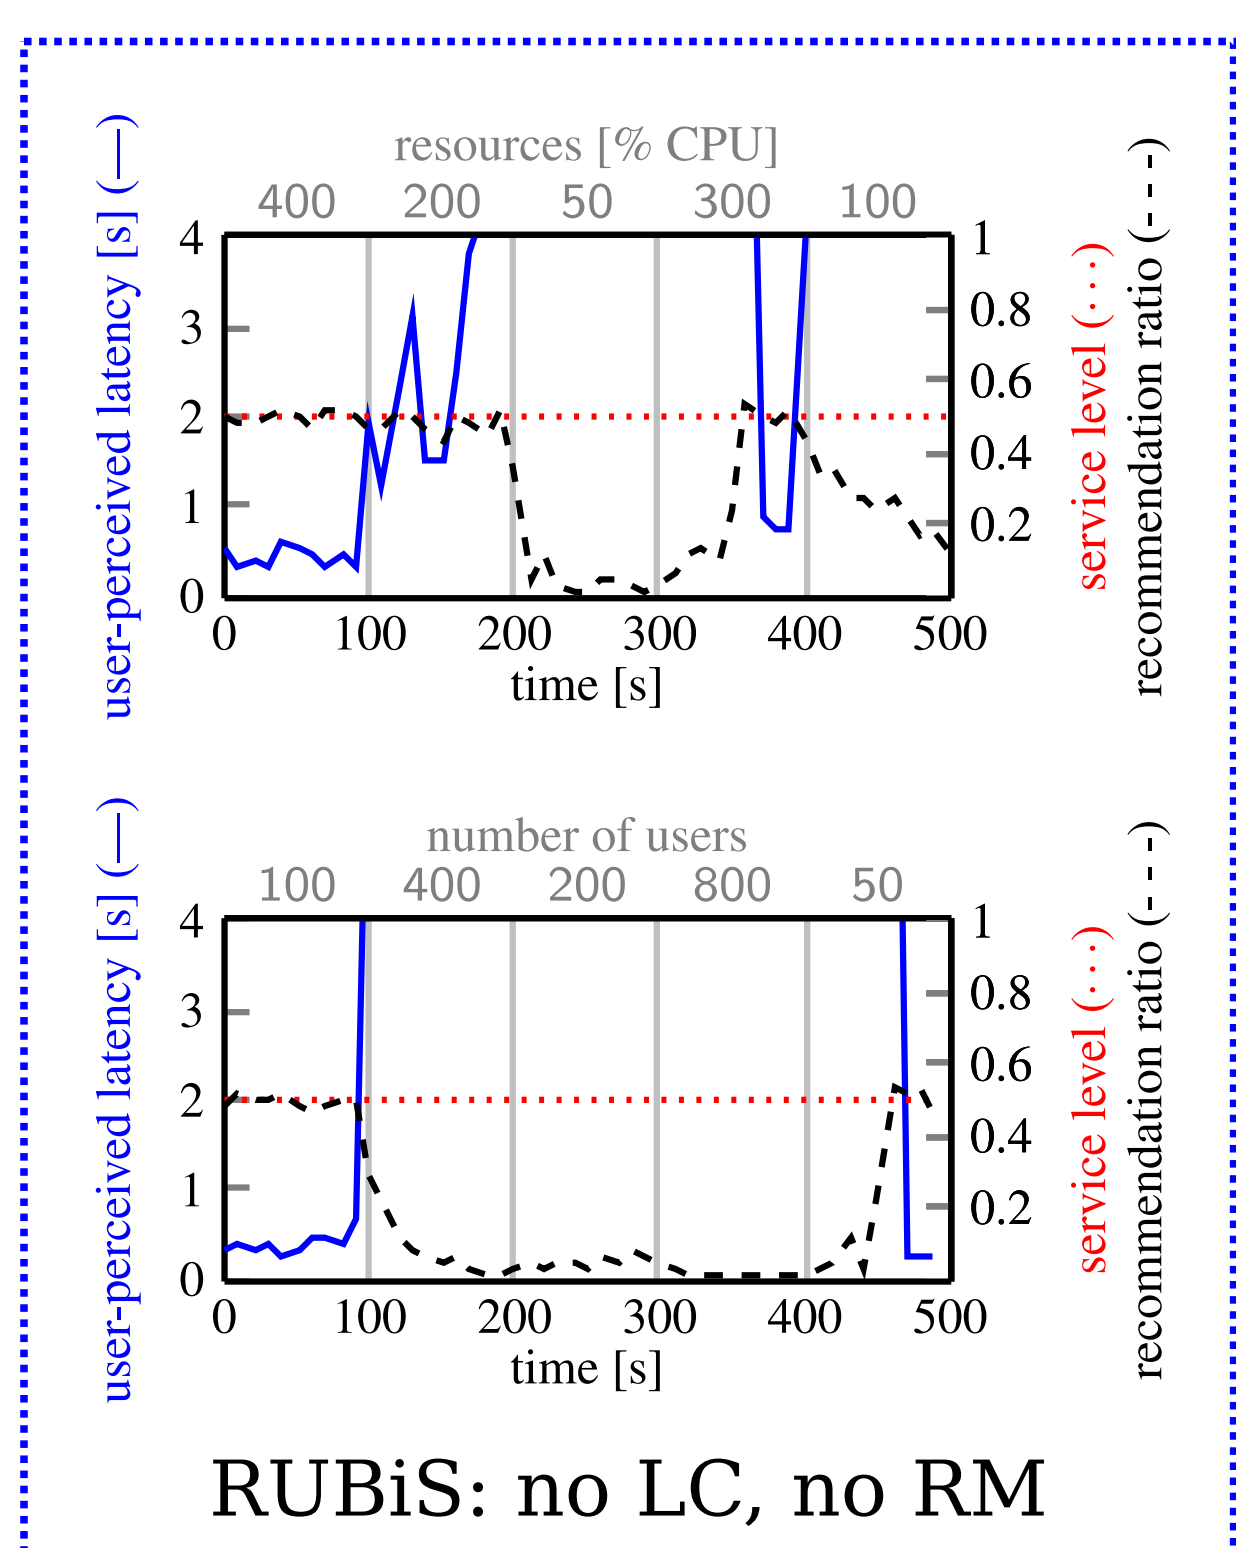 resources [% CPU]
400 200 50 300 100
user-perceived latency [s] (—)
4
3
2
1
0
1
0.8
0.6
0.4
0.2
service level (· · ·)
recommendation ratio (- - -)
0 100 200 300 400 500
time [s]
number of users
100 400 200 800 50
user-perceived latency [s] (—)
4
3
2
1
0
1
0.8
0.6
0.4
0.2
service level (· · ·)
recommendation ratio (- - -)
0 100 200 300 400 500
time [s]
RUBiS: no LC, no RM